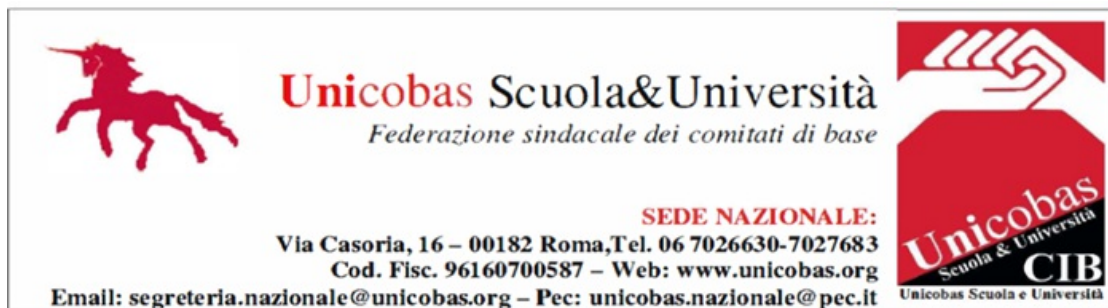 Unicobas Scuola&Università
Federazione sindacale dei comitati di base
SEDE NAZIONALE:
Via Casoria, 16 – 00182 Roma,Tel. 06 7026630-7027683
Cod. Fisc. 96160700587 – Web: www.unicobas.org
Email: segreteria.nazionale@unicobas.org – Pec: unicobas.nazionale@pec.it
Unicobas
Scuola & Università
CIB
Unicobas Scuola e Università